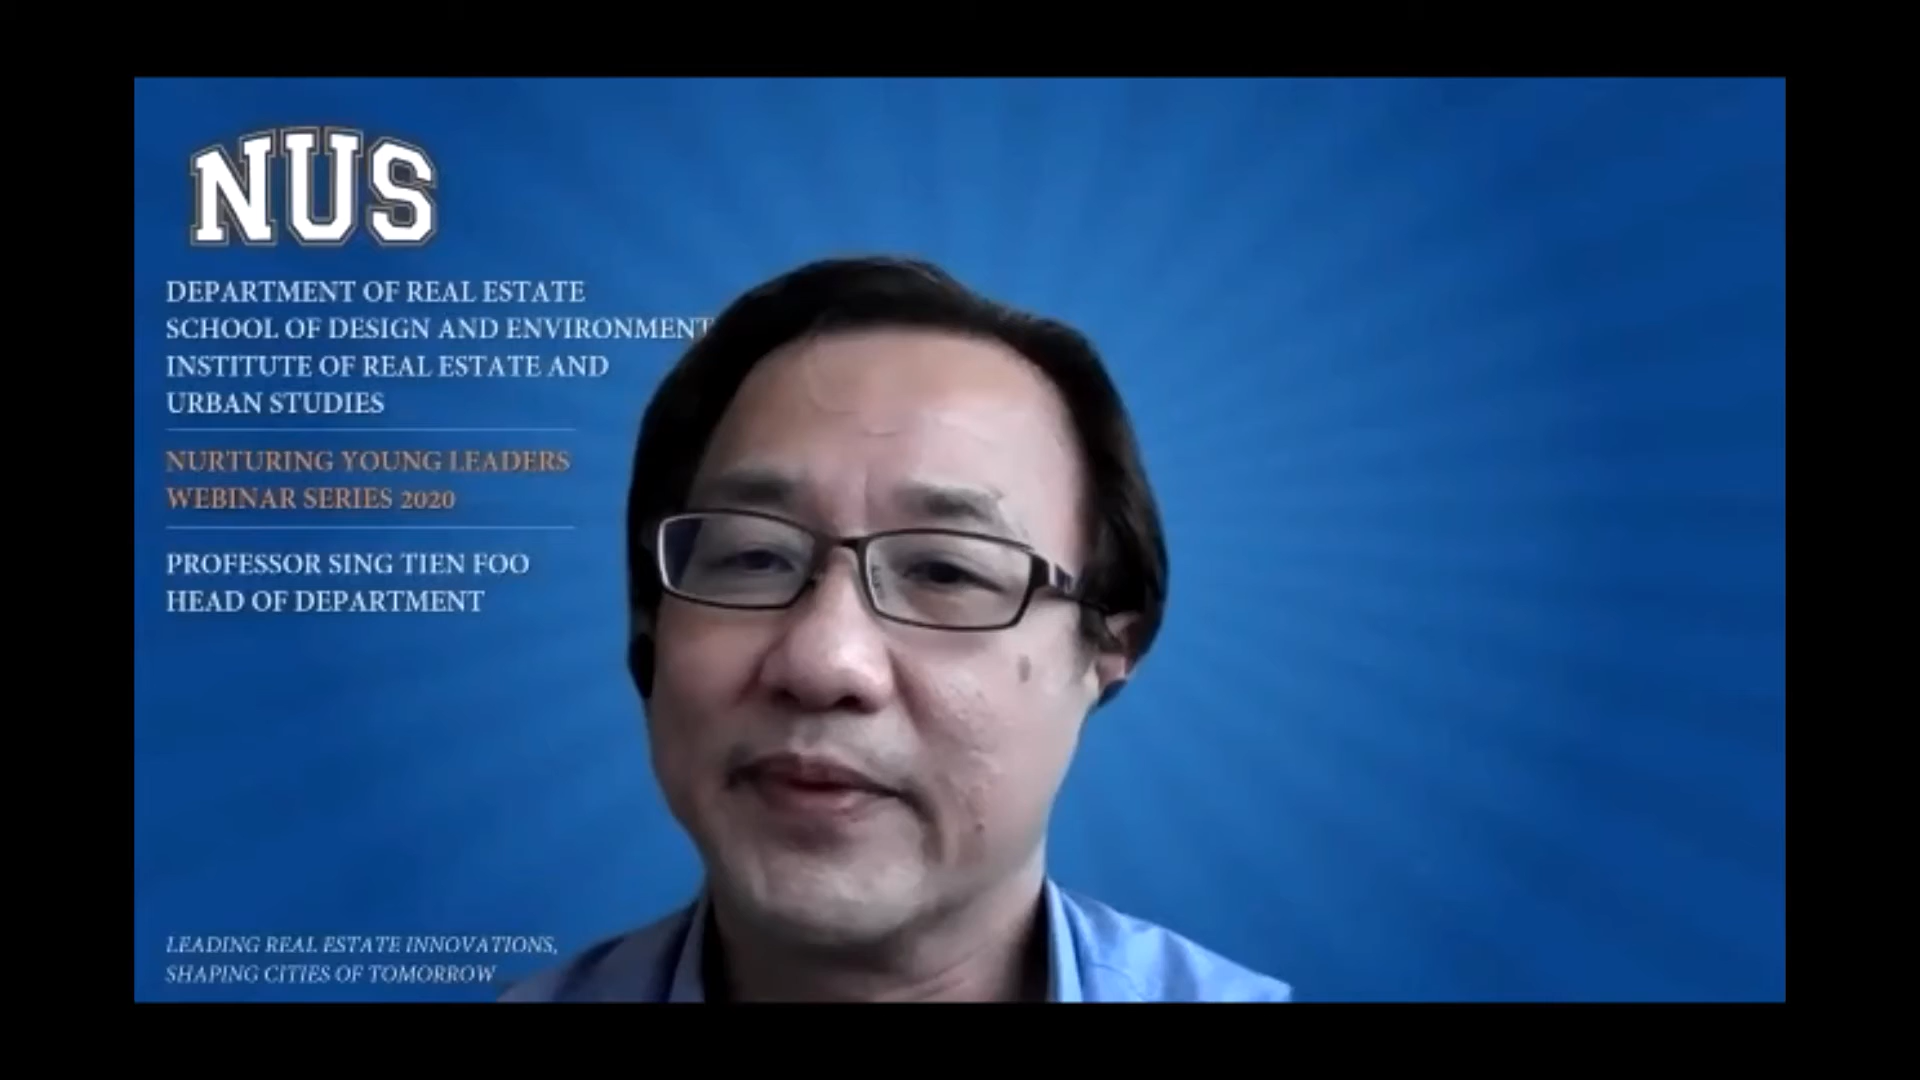 NUS
DEPARTMENT OF REAL ESTATE
SCHOOL OF DESIGN AND ENVIRONMENT
INSTITUTE OF REAL ESTATE AND
URBAN STUDIES
NURTURING YOUNG LEADERS
WEBINAR SERIES 2020
PROFESSOR SING TIEN FOO
HEAD OF DEPARTMENT
LEADING REAL ESTATE INNOVATIONS,
SHAPING CITIES OF TOMORROW